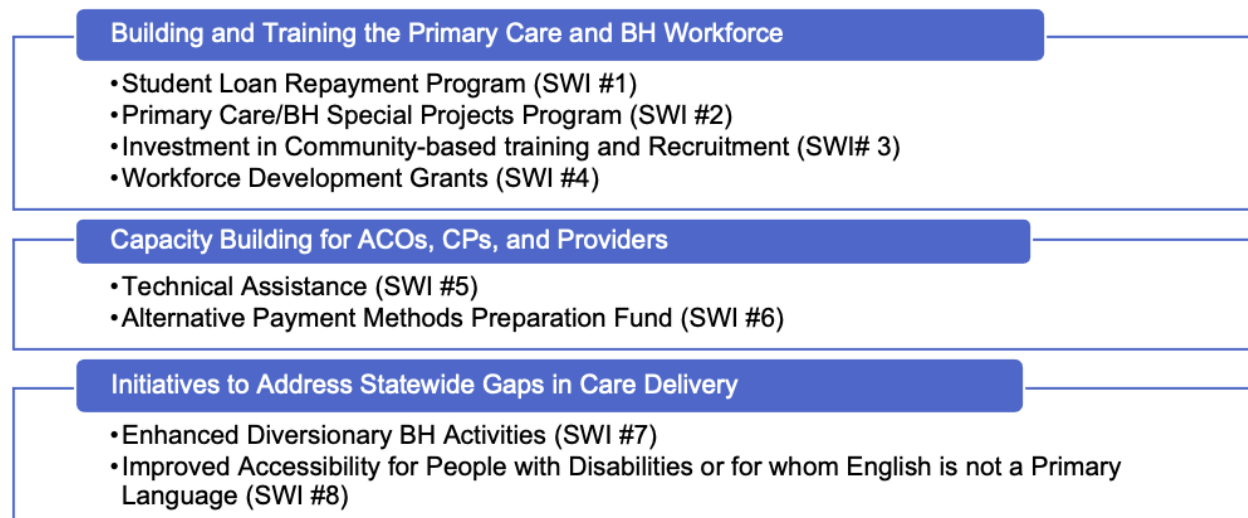 Building and Training the Primary Care and BH Workforce
•Student Loan Repayment Program (SWI #1)
•Primary Care/BH Special Projects Program (SWI #2)
•Investment in Community-based training and Recruitment (SWI# 3)
•Workforce Development Grants (SWI #4)
Capacity Building for ACOs, CPs, and Providers
•Technical Assistance (SWI #5)
•Alternative Payment Methods Preparation Fund (SWI #6)
Initiatives to Address Statewide Gaps in Care Delivery
•Enhanced Diversionary BH Activities (SWI #7)
•Improved Accessibility for People with Disabilities or for whom English is not a Primary
Language (SWI #8)